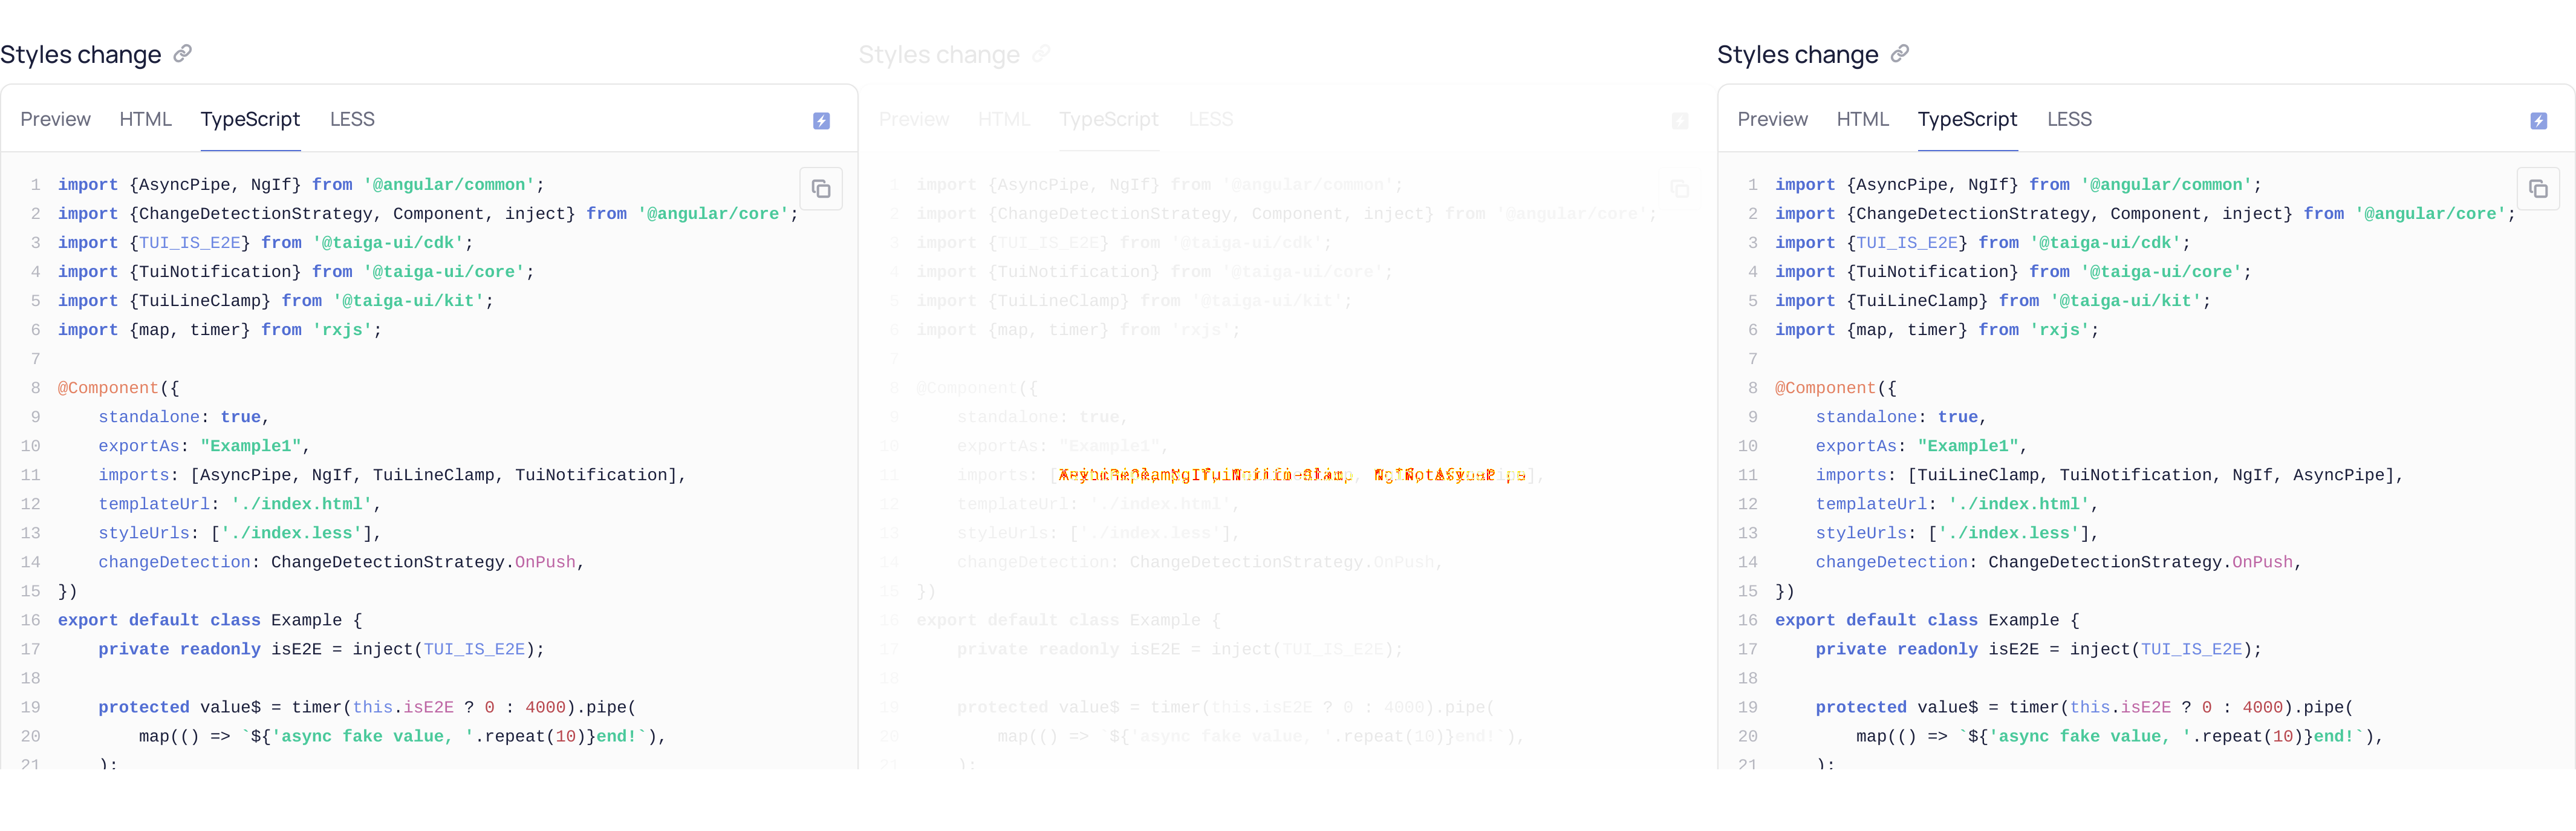 Styles change
Preview HTML TypeScript LESS
1 import {AsyncPipe, NgIf} from '@angular/common';
2 import {ChangeDetectionStrategy, Component, inject} from '@angular/core';
3 import {TUI_IS_E2E} from '@taiga-ui/cdk';
4 import {TuiNotification} from '@taiga-ui/core';
5 import {TuiLineClamp} from '@taiga-ui/kit';
6 import {map, timer} from 'rxjs';
7
8 @Component({
9 standalone: true,
10 exportAs: "Example1",
11 imports: [AsyncPipe, NgIf, TuiLineClamp, TuiNotification],
12 templateUrl: './index.html',
13 styleUrls: ['./index.less'],
14 changeDetection: ChangeDetectionStrategy.OnPush,
15 })
16 export default class Example {
17 private readonly isE2E = inject(TUI_IS_E2E);
18
19 protected value$ = timer(this.isE2E ? 0 : 4000).pipe(
20 map(() => `${'async fake value, '.repeat(10)}end!`),
21 );
Styles change
Preview HTML TypeScript LESS
1 import {AsyncPipe, NgIf} from '@angular/common';
2 import {ChangeDetectionStrategy, Component, inject} from '@angular/core';
3 import {TUI_IS_E2E} from '@taiga-ui/cdk';
4 import {TuiNotification} from '@taiga-ui/core';
5 import {TuiLineClamp} from '@taiga-ui/kit';
6 import {map, timer} from 'rxjs';
7
8 @Component({
9 standalone: true,
10 exportAs: "Example1",
11 imports: [
12 templateUrl: './index.html',
13 styleUrls: ['./index.less'],
14 changeDetection: ChangeDetectionStrategy.OnPush,
15 })
16 export default class Example {
17 private readonly isE2E = inject(TUI_IS_E2E);
18
19 protected value$ = timer(this.isE2E ? 0 : 4000).pipe(
20 map(() => `${'async fake value, '.repeat(10)}end!`),
21 );
Styles change
Preview HTML TypeScript LESS
1 import {AsyncPipe, NgIf} from '@angular/common';
2 import {ChangeDetectionStrategy, Component, inject} from '@angular/core';
3 import {TUI_IS_E2E} from '@taiga-ui/cdk';
4 import {TuiNotification} from '@taiga-ui/core';
5 import {TuiLineClamp} from '@taiga-ui/kit';
6 import {map, timer} from 'rxjs';
7
8 @Component({
9 standalone: true,
10 exportAs: "Example1",
11 imports: [TuiLineClamp, TuiNotification, NgIf, AsyncPipe],
12 templateUrl: './index.html',
13 styleUrls: ['./index.less'],
14 changeDetection: ChangeDetectionStrategy.OnPush,
15 })
16 export default class Example {
17 private readonly isE2E = inject(TUI_IS_E2E);
18
19 protected value$ = timer(this.isE2E ? 0 : 4000).pipe(
20 map(() => `${'async fake value, '.repeat(10)}end!`),
21 );